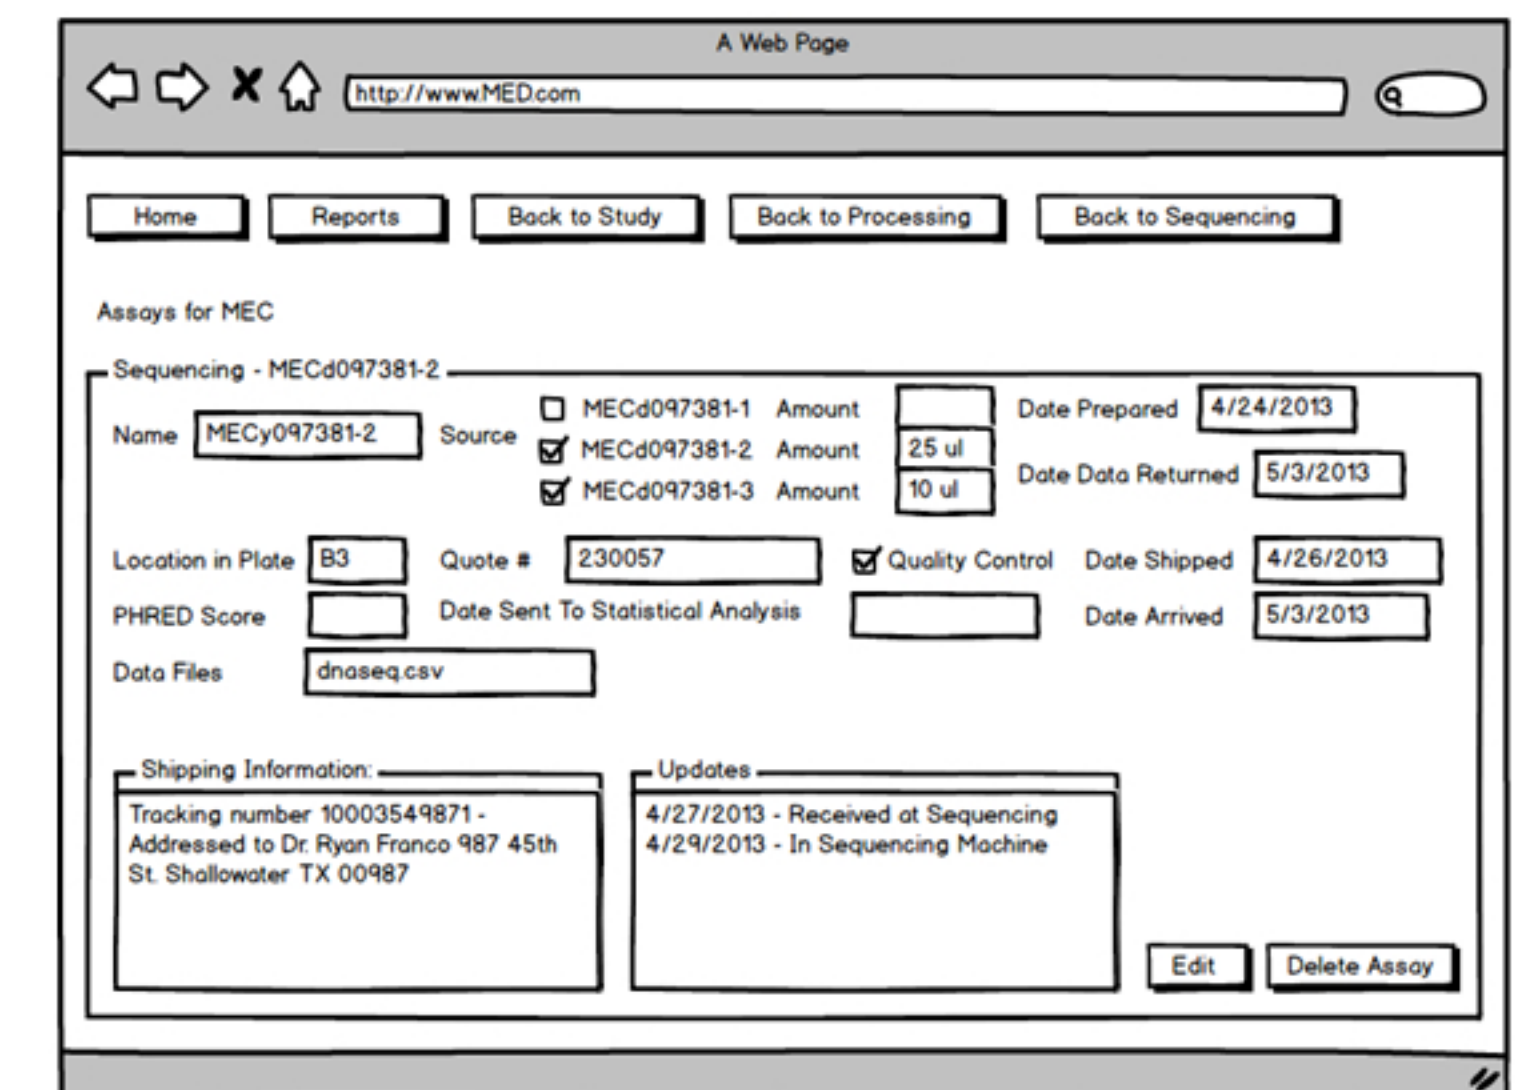 A Web Page
http://www.MED.com
Home Reports Back to Study Back to Processing Back to Sequencing
Assays for MEC
Sequencing - MECd097381-2
Name MECy097381-2 Source
MECd097381-1 Amount Date Prepared 4/24/2013
MECd097381-2 Amount 25 ul
MECd097381-3 Amount 10 ul
Date Data Returned 5/3/2013
Location in Plate B3 Quote # 230057 Quality Control Date Shipped 4/26/2013
PHRED Score Date Sent To Statistical Analysis Date Arrived 5/3/2013
Data Files dnaseq.csv
Shipping Information:
Tracking number 10003549871 -
Addressed to Dr. Ryan Franco 987 45th
St. Shallowater TX 00987
Updates
4/27/2013 - Received at Sequencing
4/29/2013 - In Sequencing Machine
Edit Delete Assay